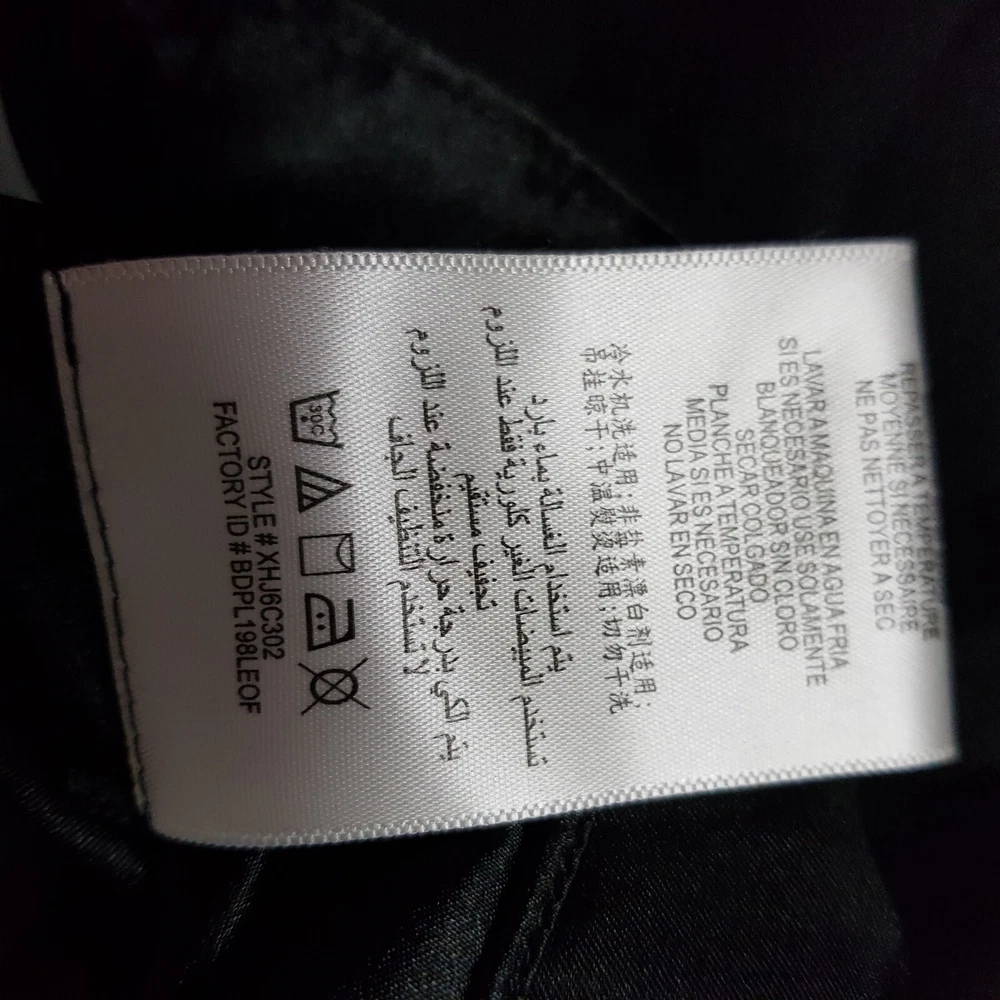 REPASSER A TEMPERATURE
MOYENNE SI NECESSAIRE
NE PAS NETTOYER A SEC
LAVAR A MAQUINA EN AGUA FRIA
SI ES NECESARIO USE SOLAMENTE
BLANQUEADOR SIN CLORO
SECAR COLGADO
PLANCHE A TEMPERATURA
MEDIA SI ES NECESARIO
NO LAVAR EN SECO
冷水机洗适用;非莓素漂白剂适用;
吊挂晾干;中温熨烫适用;切勿干洗
يتم استخدام الغسالة بماء بارد
تستخدم المبيضات الغير كلورية فقط عند اللزوم
تجفيف مستقيم
يتم الكي بدرجة حرارة منخفضة عند اللزوم
لا تستخدم التنظيف الجاف
30C
STYLE # XHJ6C302
FACTORY ID # BDPL198LEOF